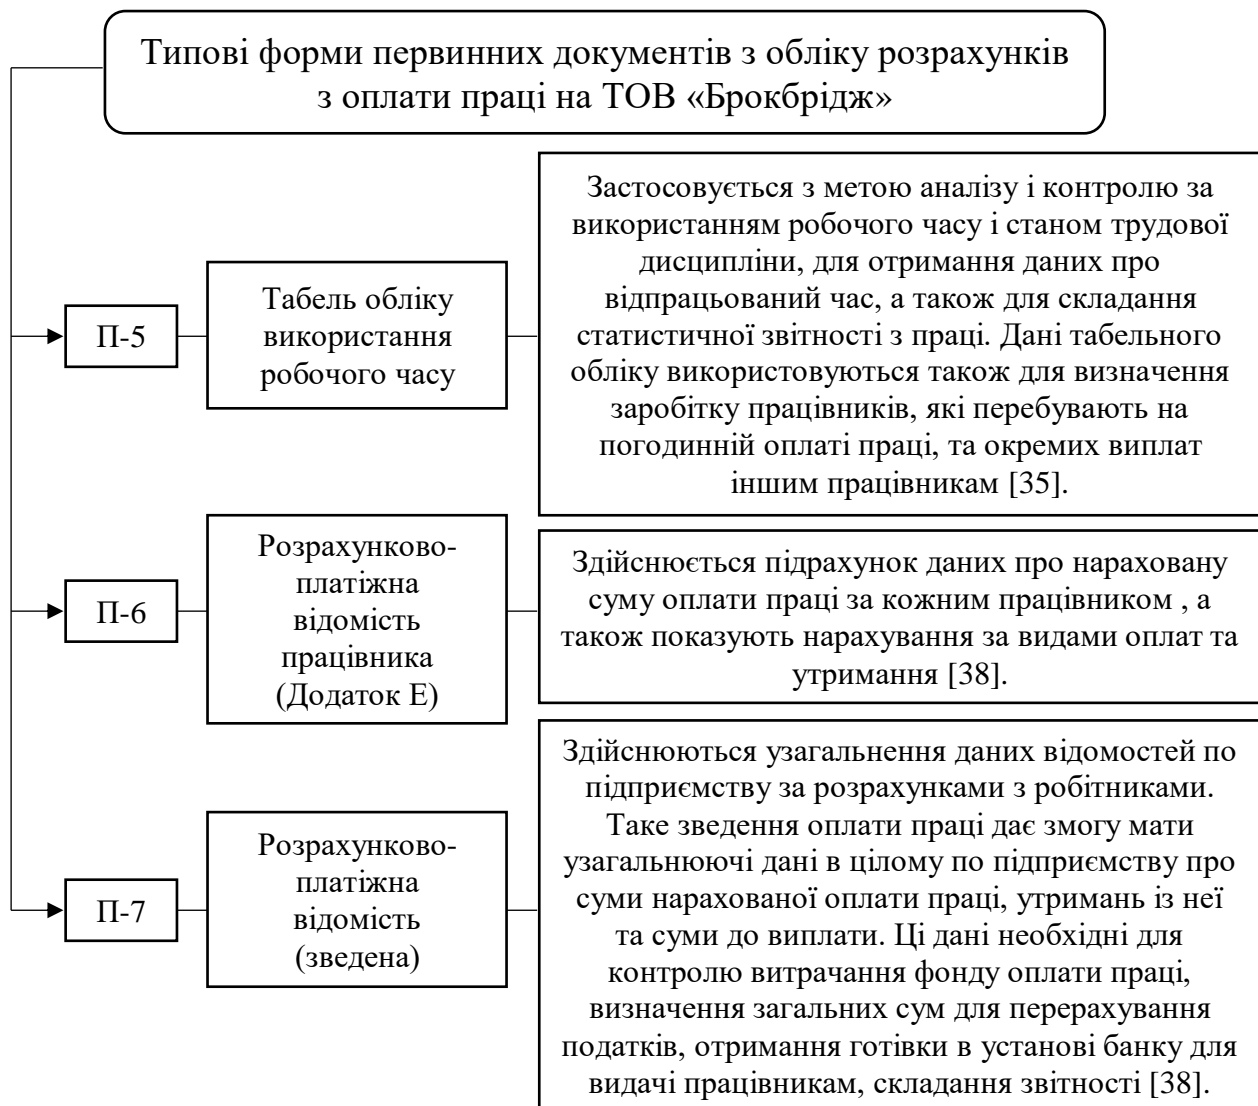 Типові форми первинних документів з обліку розрахунків
з оплати праці на ТОВ «Брокбрідж»
П-5
Табель обліку
використання
робочого часу
Застосовується з метою аналізу і контролю за
використанням робочого часу і станом трудової
дисципліни, для отримання даних про
відпрацьований час, а також для складання
статистичної звітності з праці. Дані табельного
обліку використовуються також для визначення
заробітку працівників, які перебувають на
погодинній оплаті праці, та окремих виплат
іншим працівникам [35].
П-6
Розрахунково-
платіжна
відомість
працівника
(Додаток Е)
Здійснюється підрахунок даних про нараховану
суму оплати праці за кожним працівником , а
також показують нарахування за видами оплат та
утримання [38].
П-7
Розрахунково-
платіжна
відомість
(зведена)
Здійснюються узагальнення даних відомостей по
підприємству за розрахунками з робітниками.
Таке зведення оплати праці дає змогу мати
узагальнюючі дані в цілому по підприємству про
суми нарахованої оплати праці, утримань із неї
та суми до виплати. Ці дані необхідні для
контролю витрачання фонду оплати праці,
визначення загальних сум для перерахування
податків, отримання готівки в установі банку для
видачі працівникам, складання звітності [38].